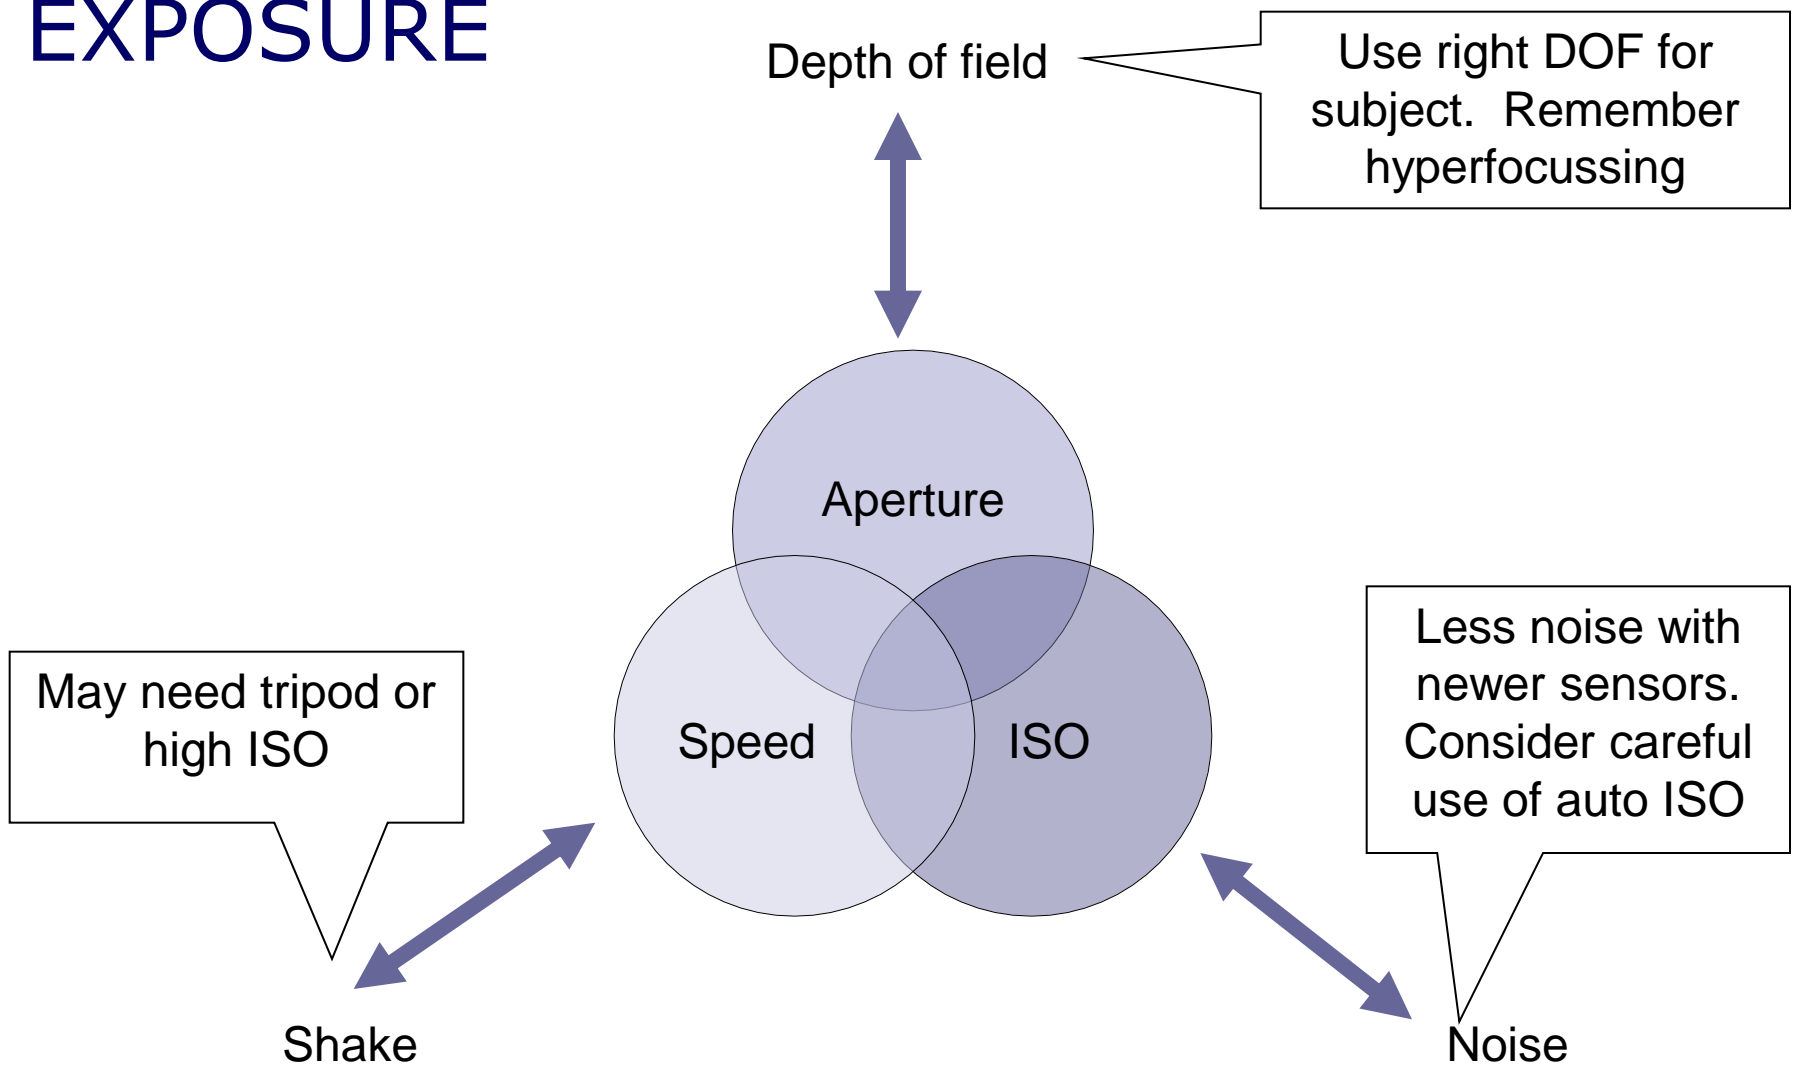 EXPOSURE
Depth of field
Use right DOF for
subject.  Remember
hyperfocussing
Aperture
Speed
ISO
May need tripod or
high ISO
Less noise with
newer sensors.
Consider careful
use of auto ISO
Shake
Noise